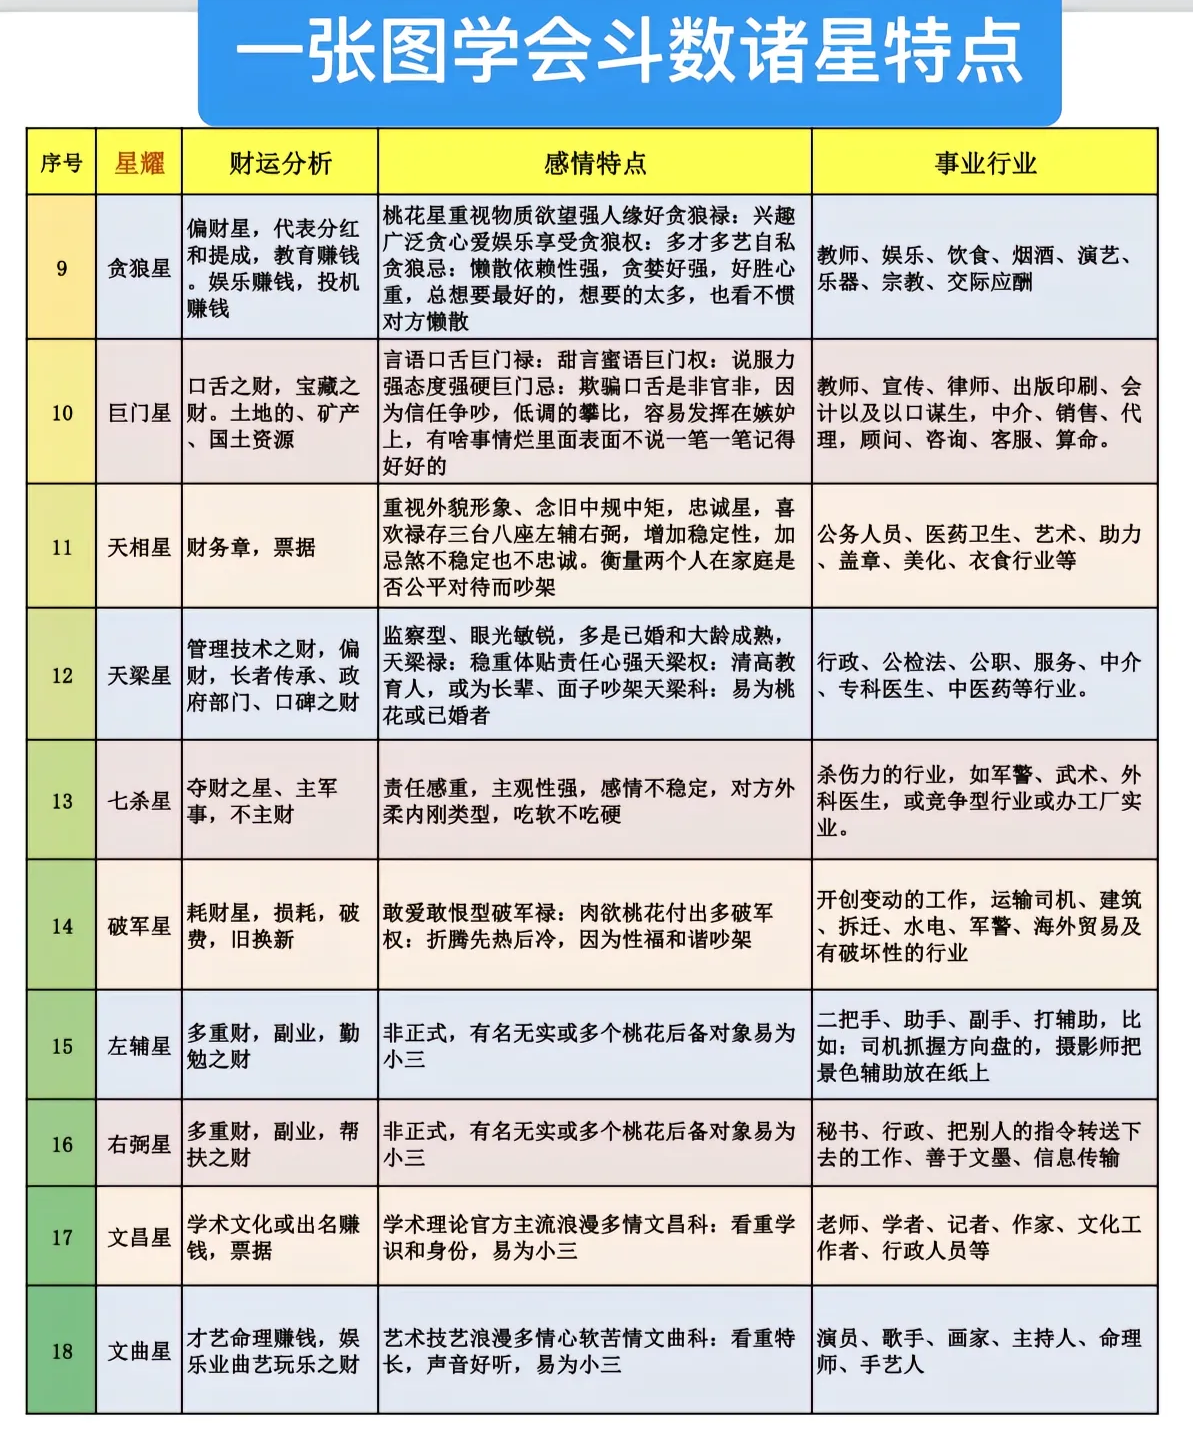 一张图学会斗数诸星特点
序号 星耀 财运分析 感情特点 事业行业
9
贪狼星
偏财星，代表分红
和提成，教育赚钱
。娱乐赚钱，投机
赚钱
桃花星重视物质欲望强人缘好贪狼禄：兴趣
广泛贪心爱娱乐享受贪狼权：多才多艺自私
贪狼忌：懒散依赖性强，贪婪好强，好胜心
重，总想要最好的，想要的太多，也看不惯
对方懒散
教师、娱乐、饮食、烟酒、演艺、
乐器、宗教、交际应酬
10
巨门星
口舌之财，宝藏之
财。土地的、矿产
、国土资源
言语口舌巨门禄：甜言蜜语巨门权：说服力
强态度强硬巨门忌：欺骗口舌是非官非，因
为信任争吵，低调的攀比，容易发挥在嫉妒
上，有啥事情烂里面表面不说一笔一笔记得
好好的
教师、宣传、律师、出版印刷、会
计以及以口谋生，中介、销售、代
理，顾问、咨询、客服、算命。
11
天相星
财务章，票据
重视外貌形象、念旧中规中矩，忠诚星，喜
欢禄存三台八座左辅右弼，增加稳定性，加
忌煞不稳定也不忠诚。衡量两个人在家庭是
否公平对待而吵架
公务人员、医药卫生、艺术、助力
、盖章、美化、衣食行业等
12
天梁星
管理技术之财，偏
财，长者传承、政
府部门、口碑之财
监察型、眼光敏锐，多是已婚和大龄成熟，
天梁禄：稳重体贴责任心强天梁权：清高教
育人，或为长辈、面子吵架天梁科：易为桃
花或已婚者
行政、公检法、公职、服务、中介
、专科医生、中医药等行业。
13
七杀星
夺财之星、主军
事，不主财
责任感重，主观性强，感情不稳定，对方外
柔内刚类型，吃软不吃硬
杀伤力的行业，如军警、武术、外
科医生，或竞争型行业或办工厂实
业。
14
破军星
耗财星，损耗，破
费，旧换新
敢爱敢恨型破军禄：肉欲桃花付出多破军
权：折腾先热后冷，因为性福和谐吵架
开创变动的工作，运输司机、建筑
、拆迁、水电、军警、海外贸易及
有破坏性的行业
15
左辅星
多重财，副业，勤
勉之财
非正式，有名无实或多个桃花后备对象易为
小三
二把手、助手、副手、打辅助，比
如：司机抓握方向盘的，摄影师把
景色辅助放在纸上
16
右弼星
多重财，副业，帮
扶之财
非正式，有名无实或多个桃花后备对象易为
小三
秘书、行政、把别人的指令转送下
去的工作、善于文墨、信息传输
17
文昌星
学术文化或出名赚
钱，票据
学术理论官方主流浪漫多情文昌科：看重学
识和身份，易为小三
老师、学者、记者、作家、文化工
作者、行政人员等
18
文曲星
才艺命理赚钱，娱
乐业曲艺玩乐之财
艺术技艺浪漫多情心软苦情文曲科：看重特
长，声音好听，易为小三
演员、歌手、画家、主持人、命理
师、手艺人